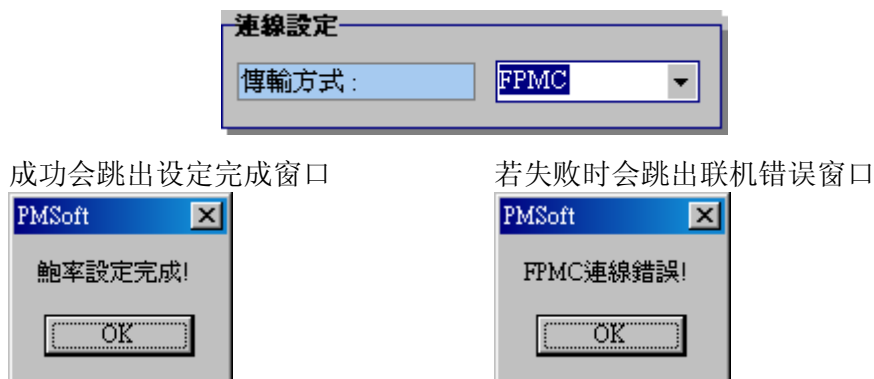 連線設定
傳輸方式 : FPMC
成功会跳出设定完成窗口 若失败时会跳出联机错误窗口
PMSoft PMSoft
鮑率設定完成! FPMC連線錯誤!
OK OK